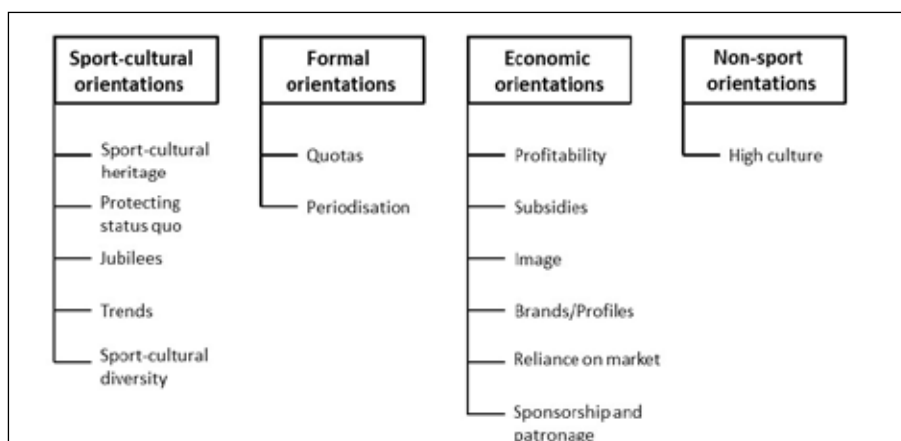 Sport-cultural
orientations
Sport-cultural
heritage
Protecting
status quo
Jubilees
Trends
Sport-cultural
diversity
Formal
orientations
Quotas
Periodisation
Economic
orientations
Profitability
Subsidies
Image
Brands/Profiles
Reliance on market
Sponsorship and
patronage
Non-sport
orientations
High culture